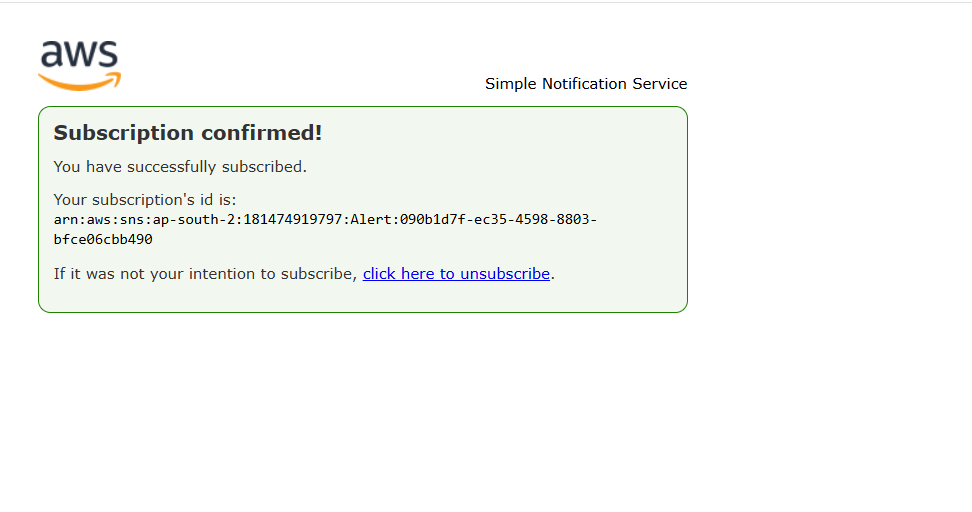 aws
Simple Notification Service
Subscription confirmed!
You have successfully subscribed.
Your subscription's id is:
arn:aws:sns:ap-south-2:181474919797:Alert:090b1d7f-ec35-4598-8803-
bfce06cbb490
If it was not your intention to subscribe, click here to unsubscribe.